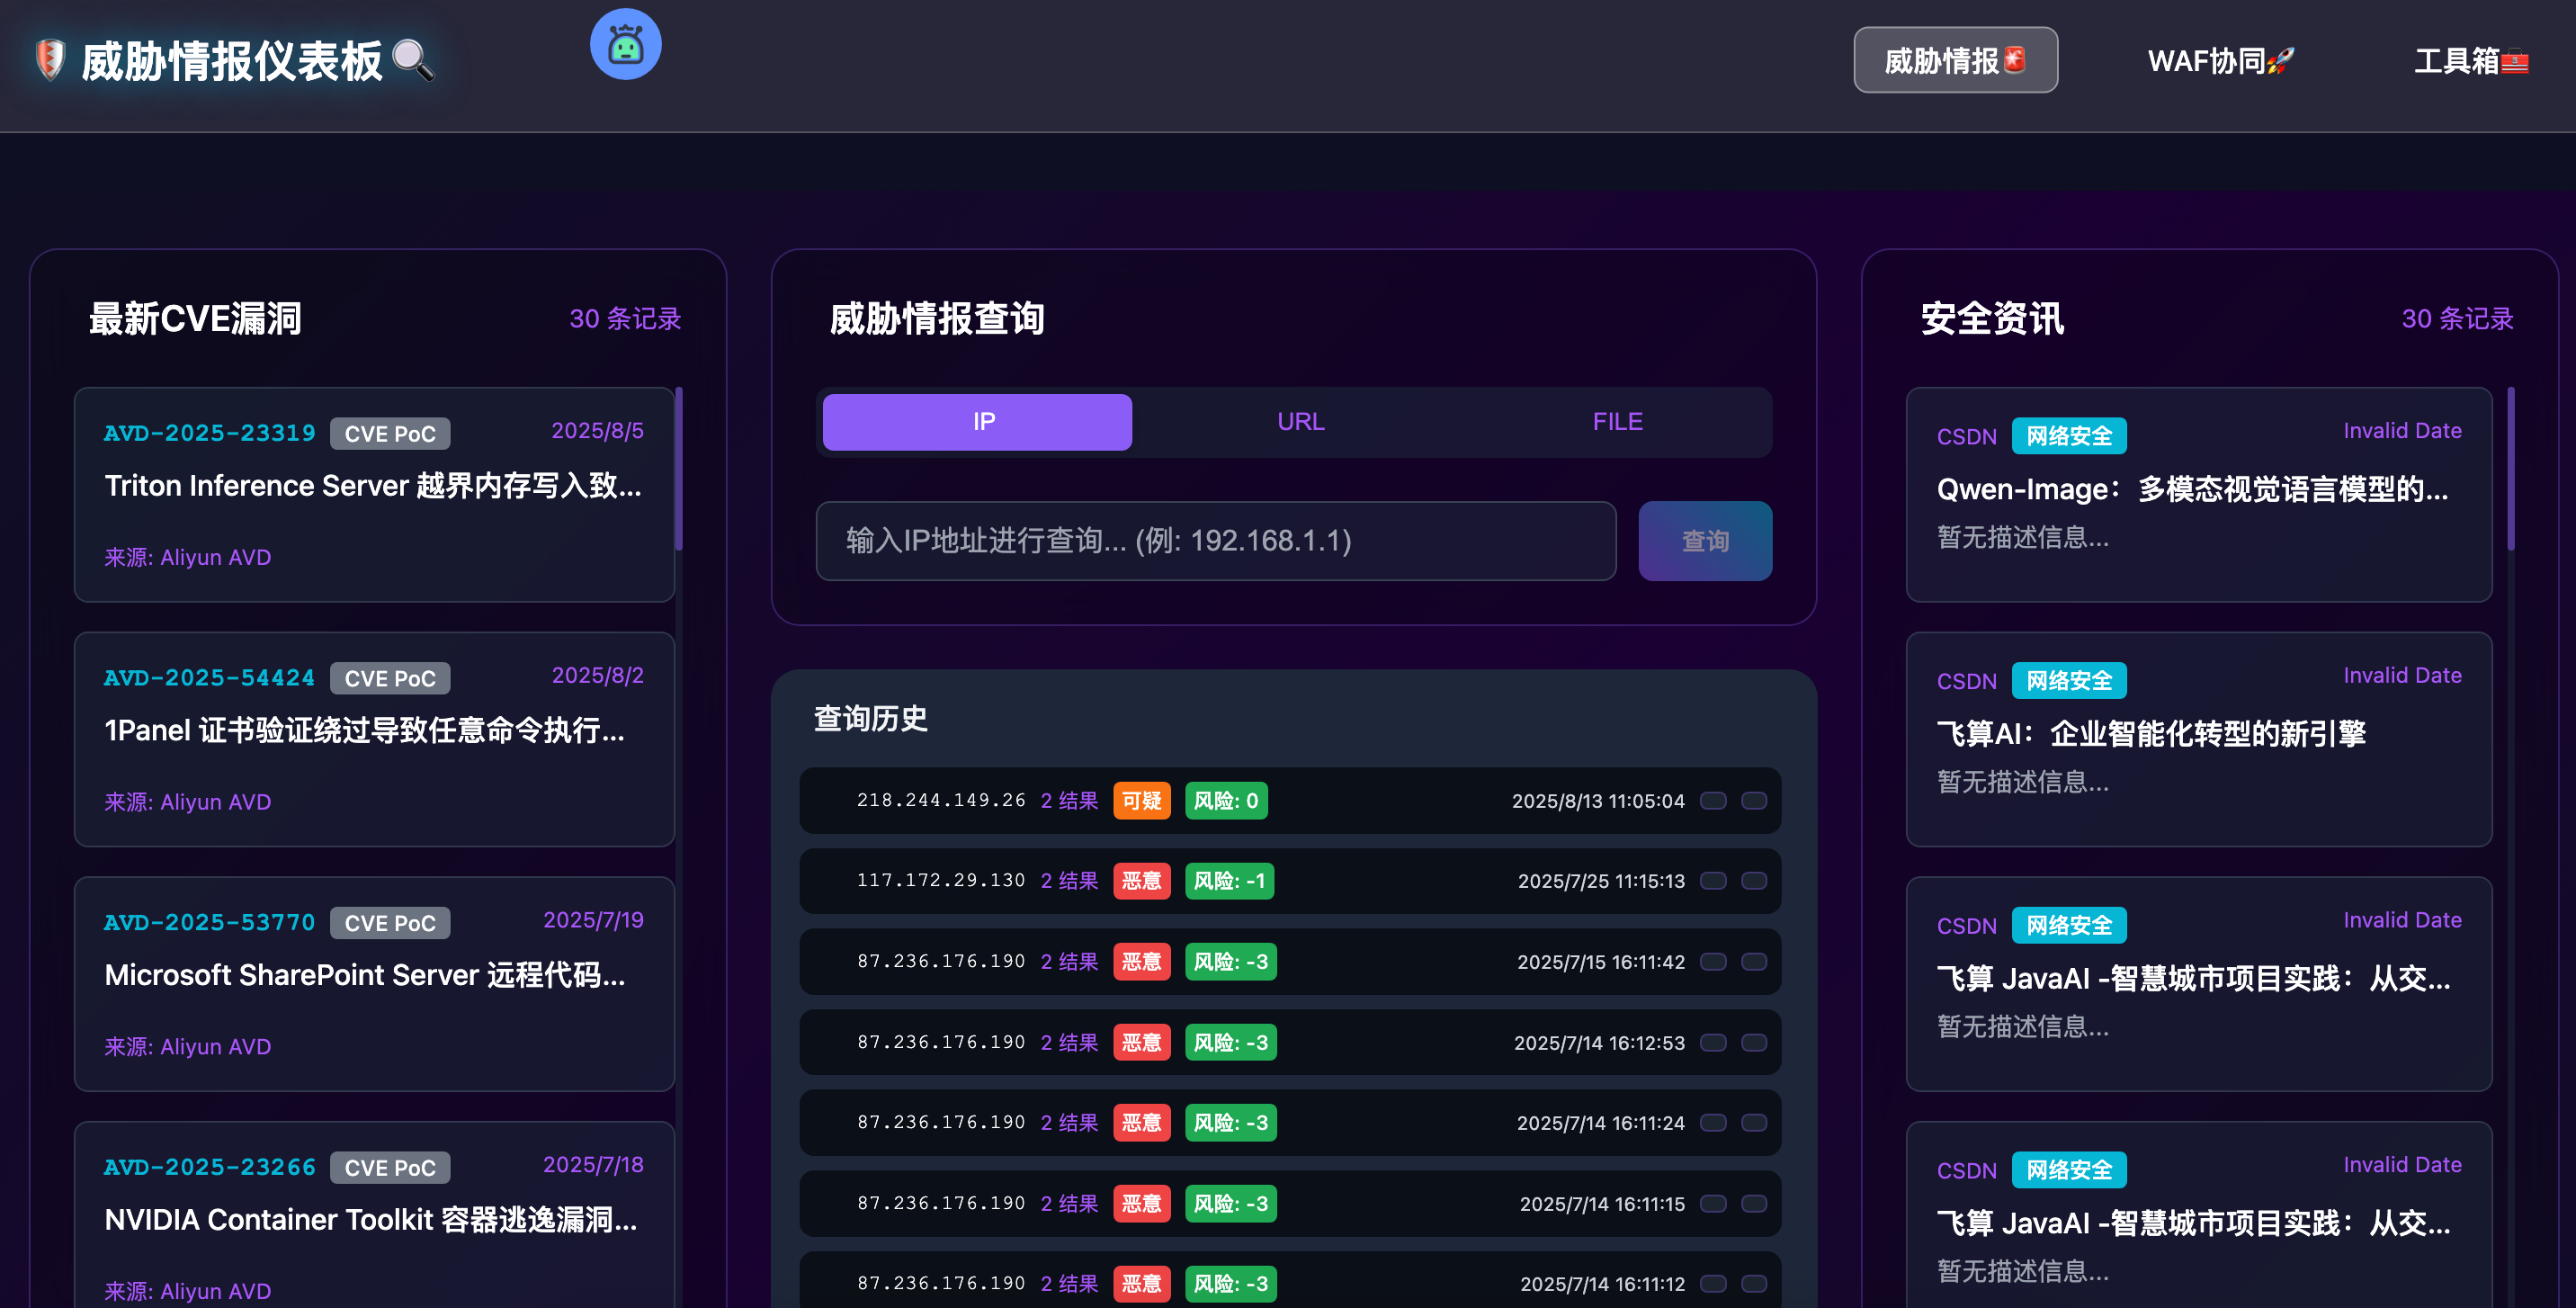 威胁情报仪表板
威胁情报
WAF协同
工具箱
最新CVE漏洞
30 条记录
AVD-2025-23319 CVE PoC 2025/8/5
Triton Inference Server 越界内存写入致...
来源: Aliyun AVD
AVD-2025-54424 CVE PoC 2025/8/2
1Panel 证书验证绕过导致任意命令执行...
来源: Aliyun AVD
AVD-2025-53770 CVE PoC 2025/7/19
Microsoft SharePoint Server 远程代码...
来源: Aliyun AVD
AVD-2025-23266 CVE PoC 2025/7/18
NVIDIA Container Toolkit 容器逃逸漏洞...
来源: Aliyun AVD
威胁情报查询
IP URL FILE
输入IP地址进行查询... (例: 192.168.1.1) 查询
查询历史
218.244.149.26 2 结果 可疑 风险: 0 2025/8/13 11:05:04
117.172.29.130 2 结果 恶意 风险: -1 2025/7/25 11:15:13
87.236.176.190 2 结果 恶意 风险: -3 2025/7/15 16:11:42
87.236.176.190 2 结果 恶意 风险: -3 2025/7/14 16:12:53
87.236.176.190 2 结果 恶意 风险: -3 2025/7/14 16:11:24
87.236.176.190 2 结果 恶意 风险: -3 2025/7/14 16:11:15
87.236.176.190 2 结果 恶意 风险: -3 2025/7/14 16:11:12
安全资讯
30 条记录
CSDN 网络安全 Invalid Date
Qwen-Image：多模态视觉语言模型的...
暂无描述信息...
CSDN 网络安全 Invalid Date
飞算AI：企业智能化转型的新引擎
暂无描述信息...
CSDN 网络安全 Invalid Date
飞算 JavaAI -智慧城市项目实践：从交...
暂无描述信息...
CSDN 网络安全 Invalid Date
飞算 JavaAI -智慧城市项目实践：从交...
暂无描述信息...